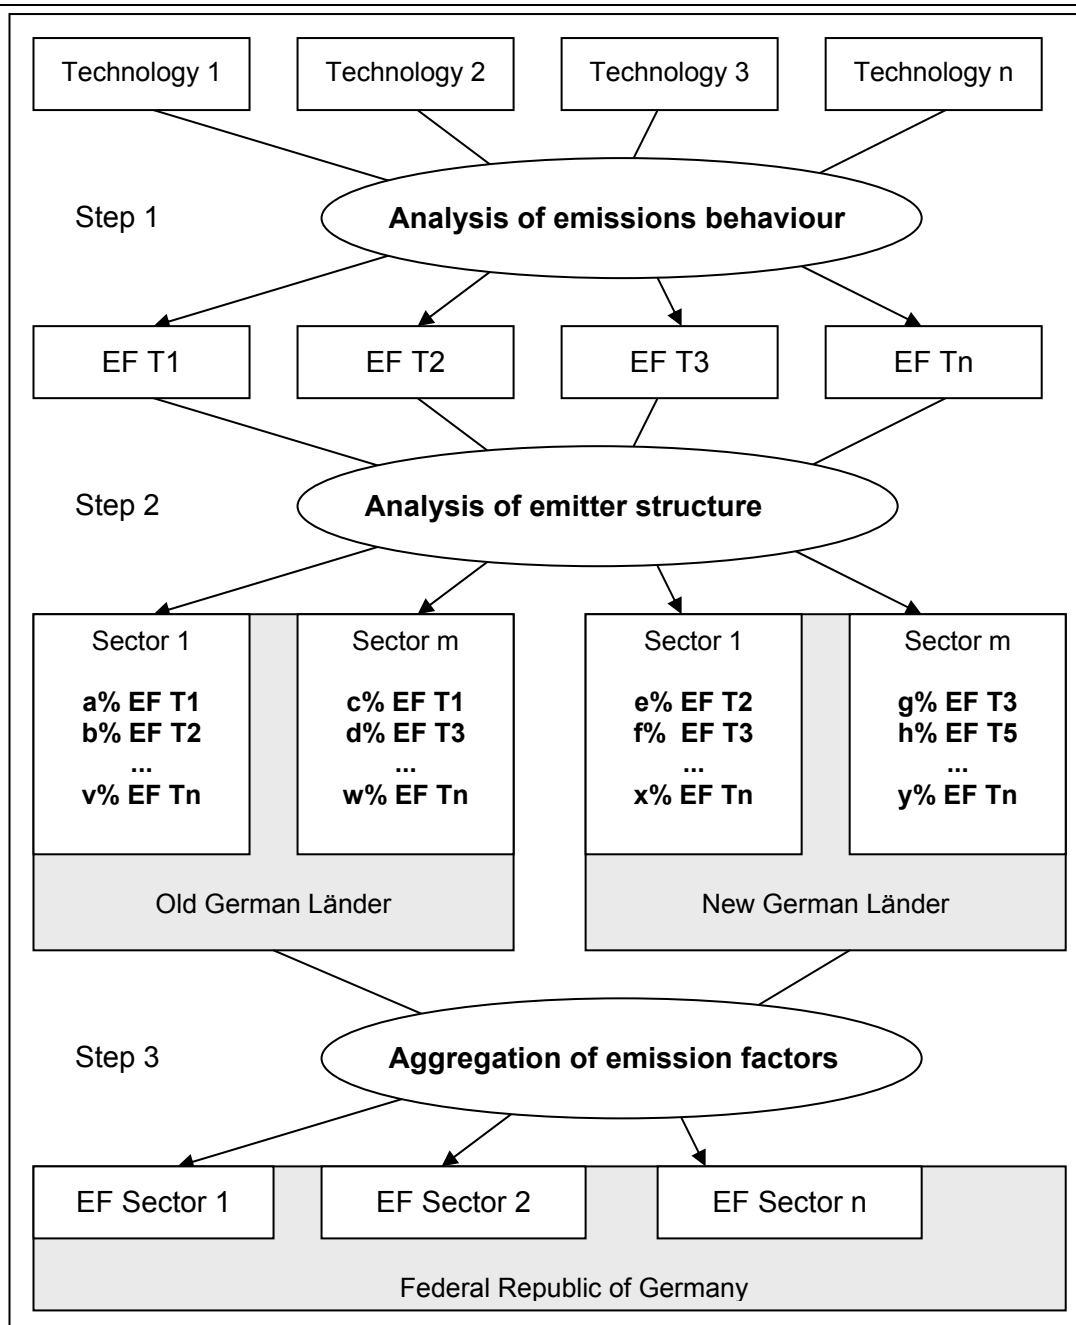 Technology 1
Technology 2
Technology 3
Technology n
Step 1
Analysis of emissions behaviour
EF T1
EF T2
EF T3
EF Tn
Step 2
Analysis of emitter structure
Sector 1
a% EF T1
b% EF T2
...
v% EF Tn
Sector m
c% EF T1
d% EF T3
...
w% EF Tn
Old German Länder
Sector 1
e% EF T2
f%  EF T3
...
x% EF Tn
Sector m
g% EF T3
h% EF T5
...
y% EF Tn
New German Länder
Step 3
Aggregation of emission factors
EF Sector 1
EF Sector 2
EF Sector n
Federal Republic of Germany